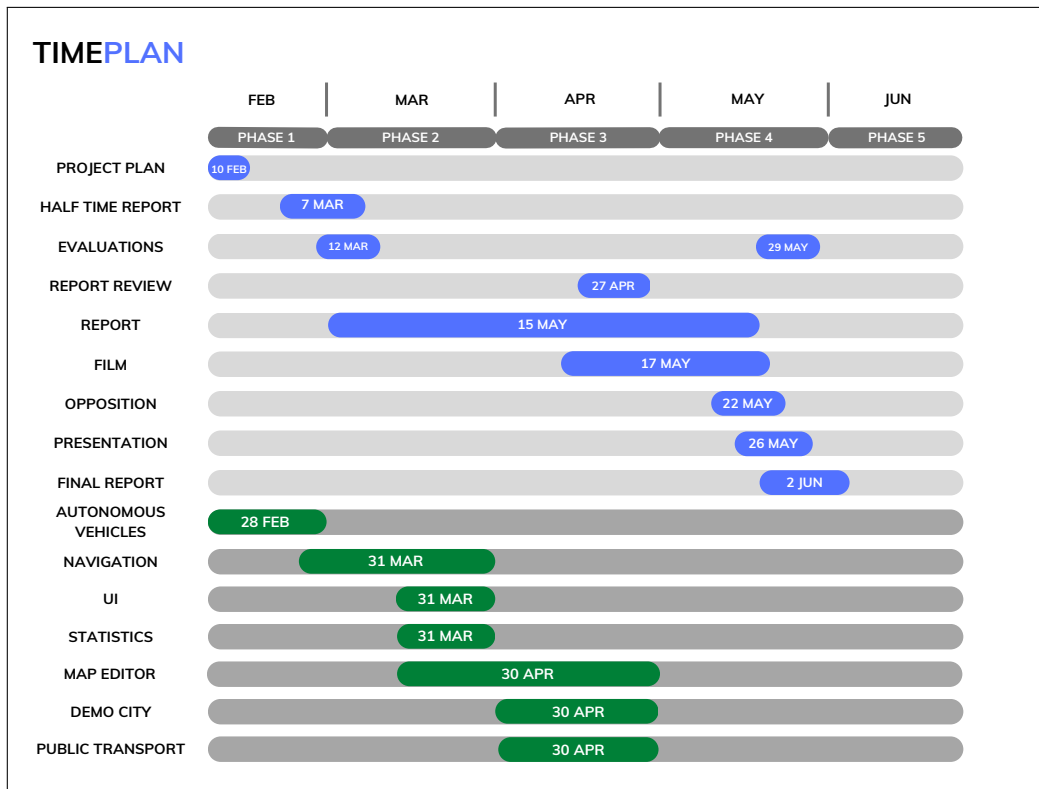 TIMEPLAN
FEB MAR APR MAY JUN
PHASE 1 PHASE 2 PHASE 3 PHASE 4 PHASE 5
PROJECT PLAN 10 FEB
HALF TIME REPORT 7 MAR
EVALUATIONS 12 MAR 29 MAY
REPORT REVIEW 27 APR
REPORT 15 MAY
FILM 17 MAY
OPPOSITION 22 MAY
PRESENTATION 26 MAY
FINAL REPORT 2 JUN
AUTONOMOUS
VEHICLES 28 FEB
NAVIGATION 31 MAR
UI 31 MAR
STATISTICS 31 MAR
MAP EDITOR 30 APR
DEMO CITY 30 APR
PUBLIC TRANSPORT 30 APR